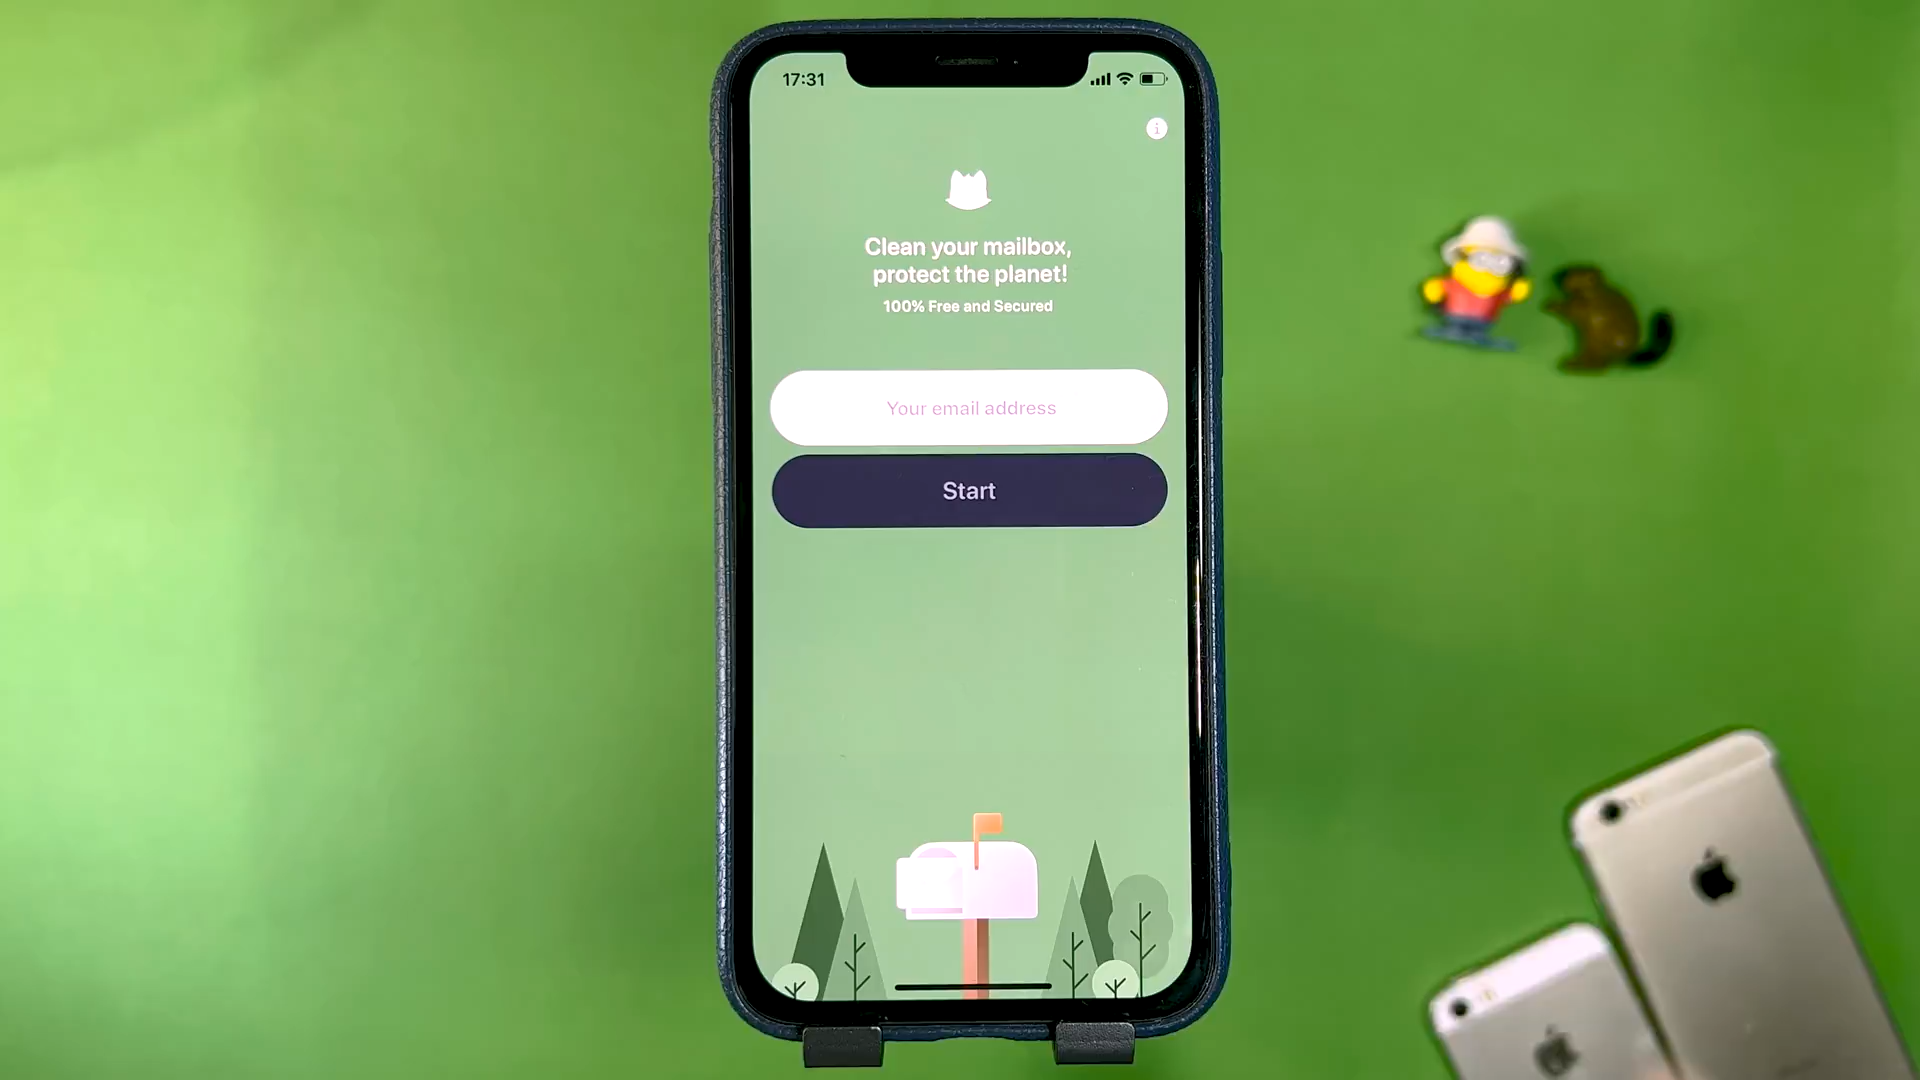 17:31
Clean your mailbox,
protect the planet!
100% Free and Secured
Your email address
Start